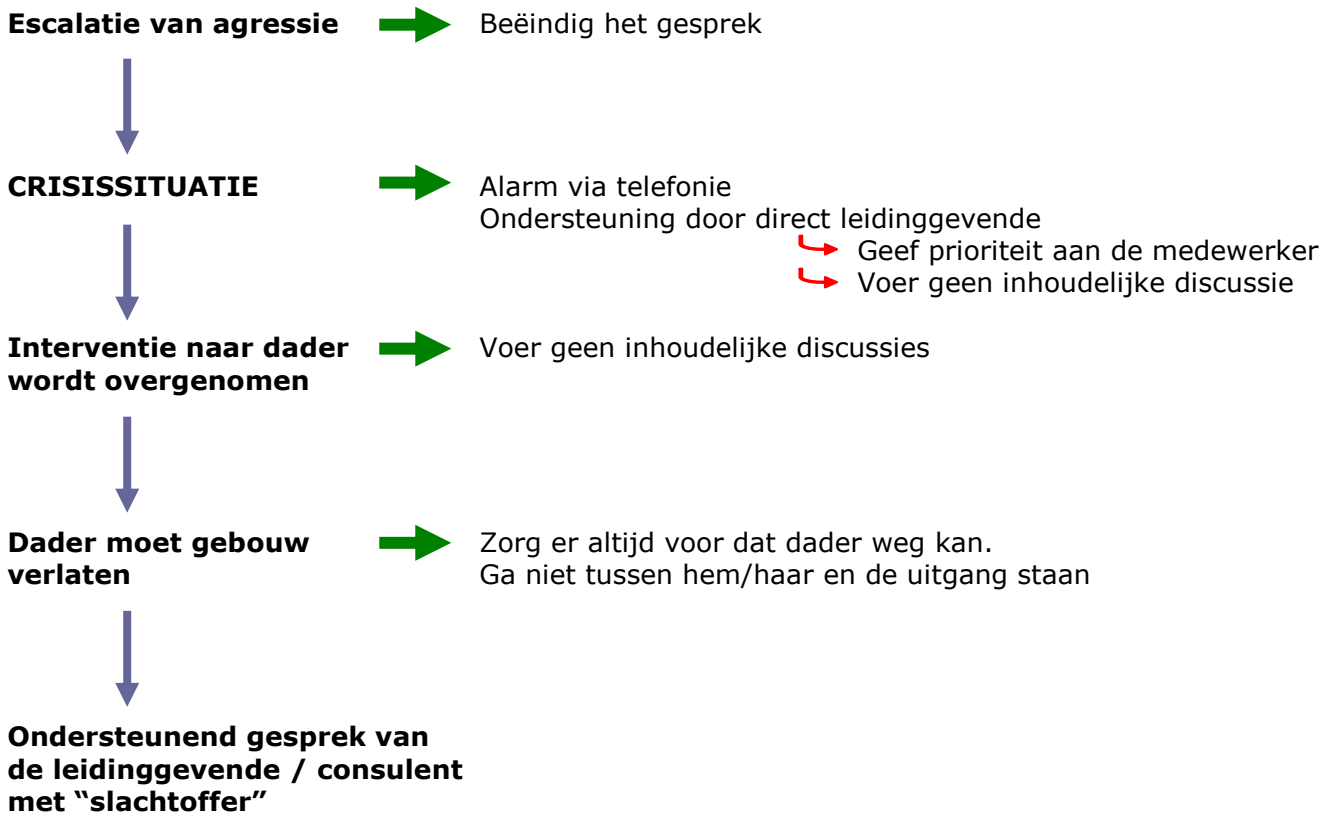 Escalatie van agressie
Beëindig het gesprek
CRISISSITUATIE
Alarm via telefonie
Ondersteuning door direct leidinggevende
Geef prioriteit aan de medewerker
Voer geen inhoudelijke discussie
Interventie naar dader
wordt overgenomen
Voer geen inhoudelijke discussies
Dader moet gebouw
verlaten
Zorg er altijd voor dat dader weg kan.
Ga niet tussen hem/haar en de uitgang staan
Ondersteunend gesprek van
de leidinggevende / consulent
met “slachtoffer”